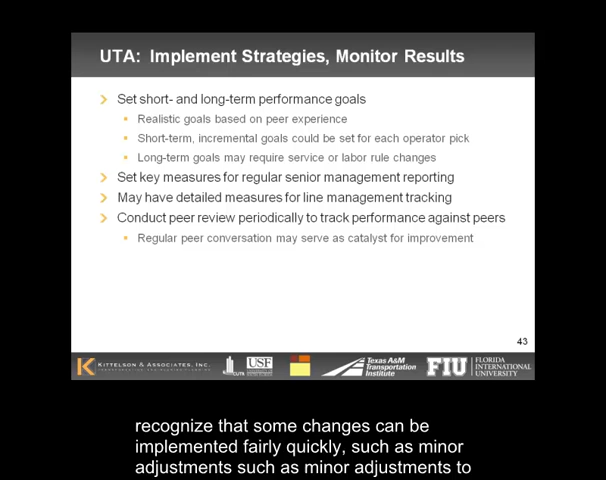 UTA: Implement Strategies, Monitor Results
Set short- and long-term performance goals
Realistic goals based on peer experience
Short-term, incremental goals could be set for each operator pick
Long-term goals may require service or labor rule changes
Set key measures for regular senior management reporting
May have detailed measures for line management tracking
Conduct peer review periodically to track performance against peers
Regular peer conversation may serve as catalyst for improvement
43
KITTELSON & ASSOCIATES, INC.
CUTR
USF
Texas A&M
Transportation
Institute
FIU
FLORIDA
INTERNATIONAL
UNIVERSITY
recognize that some changes can be
implemented fairly quickly, such as minor
adjustments such as minor adjustments to